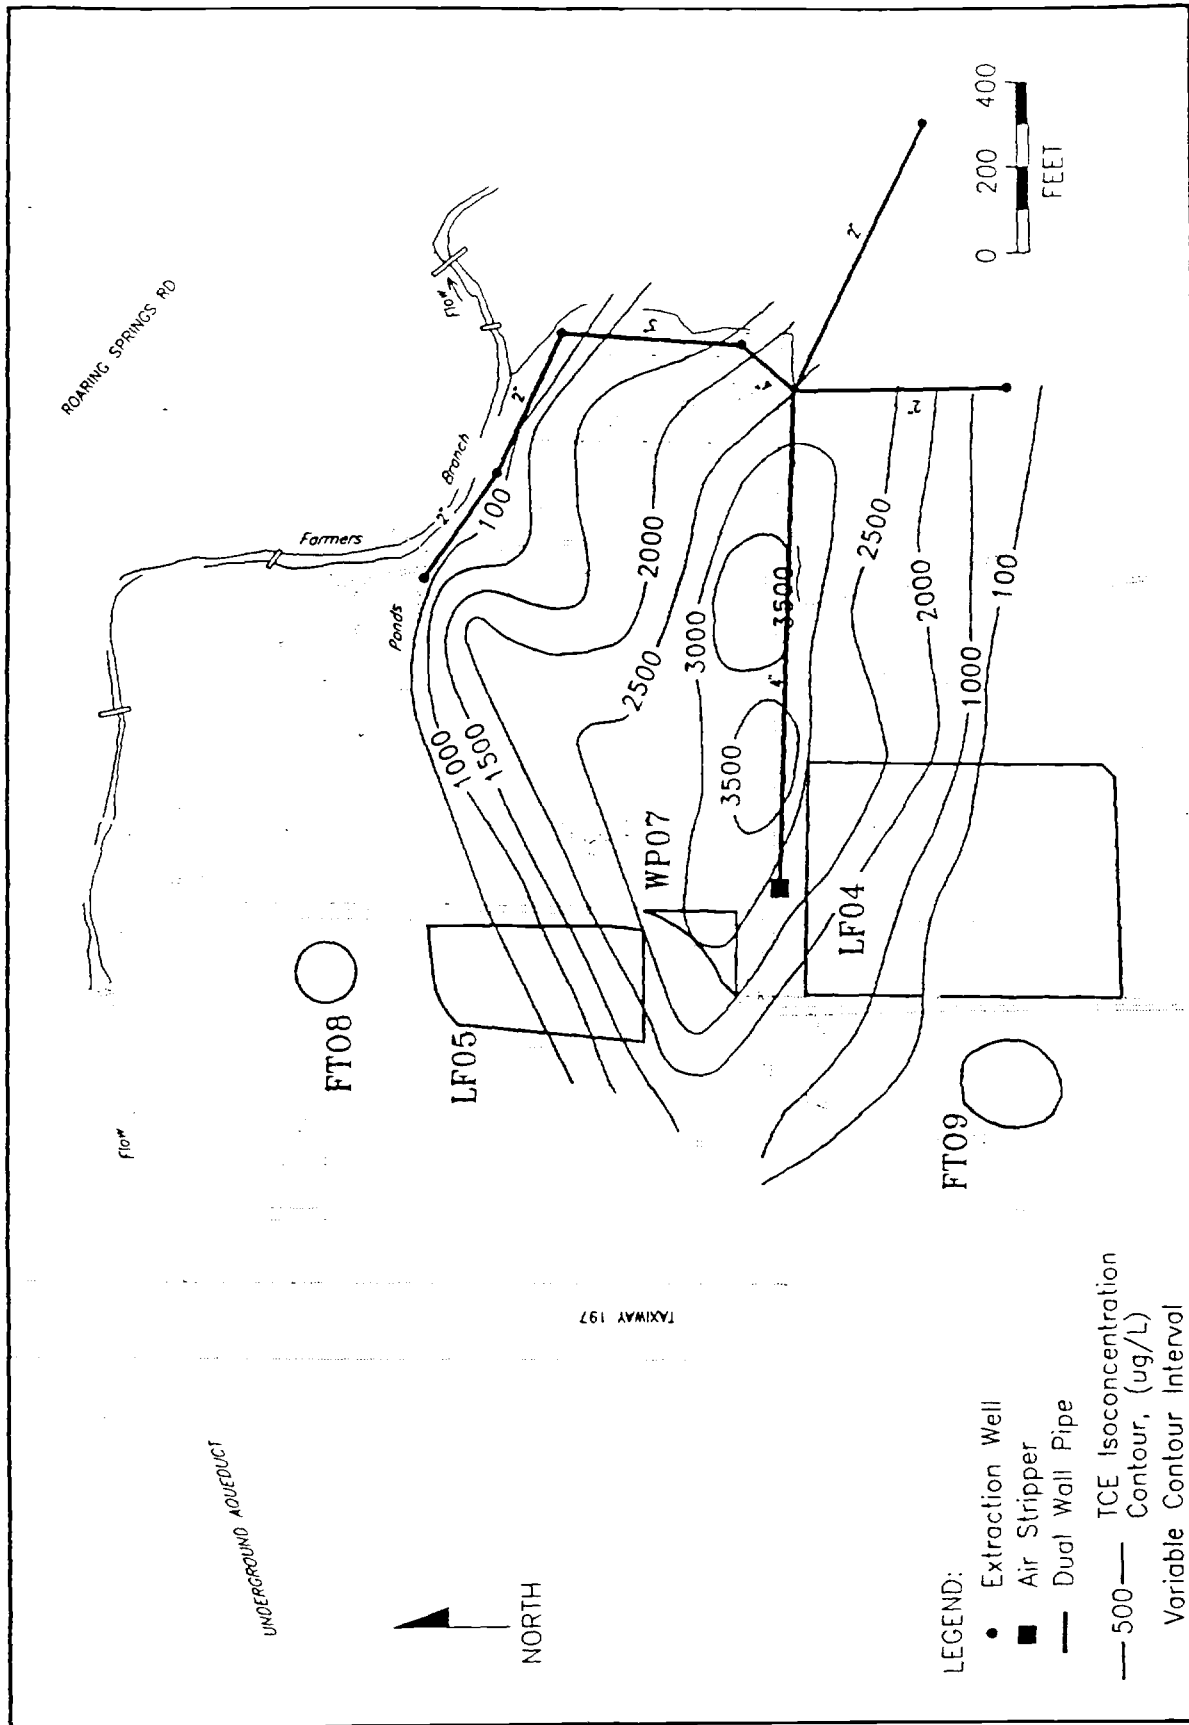 ROARING SPRINGS RD
UNDERGROUND AQUEDUCT
Flow
Flow
Farmers
Branch
Ponds
2"
2"
2"
2"
4"
4"
TAXIWAY 197
FT08
LF05
WP07
LF04
FT09
100
1000
1500
2000
2500
3000
3500
3500
2500
2000
1000
100
NORTH
0 200 400
FEET
LEGEND:
Extraction Well
Air Stripper
Dual Wall Pipe
500 TCE Isoconcentration
Contour, (ug/L)
Variable Contour Interval